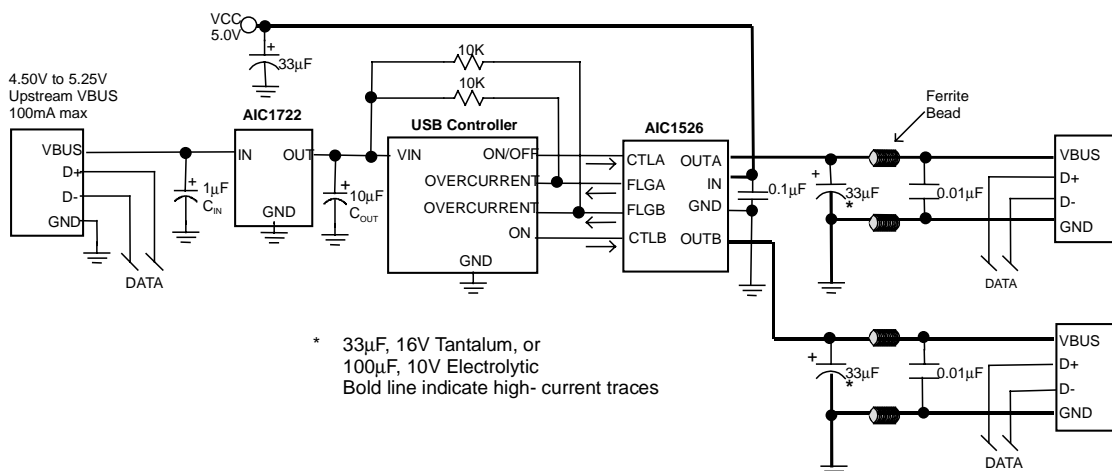 VCC
5.0V
+
33µF
10K
10K
4.50V to 5.25V
Upstream VBUS
100mA max
AIC1722
USB Controller
AIC1526
Ferrite
Bead
VBUS
D+
D-
GND
DATA
+
1µF
C_IN
IN
OUT
GND
+
10µF
C_OUT
VIN
ON/OFF
OVERCURRENT
OVERCURRENT
ON
GND
CTLA
FLGA
FLGB
CTLB
OUTA
IN
GND
OUTB
0.1µF
+
33µF
*
0.01µF
VBUS
D+
D-
GND
DATA
+
33µF
*
0.01µF
VBUS
D+
D-
GND
DATA
* 33µF, 16V Tantalum, or
100µF, 10V Electrolytic
Bold line indicate high- current traces